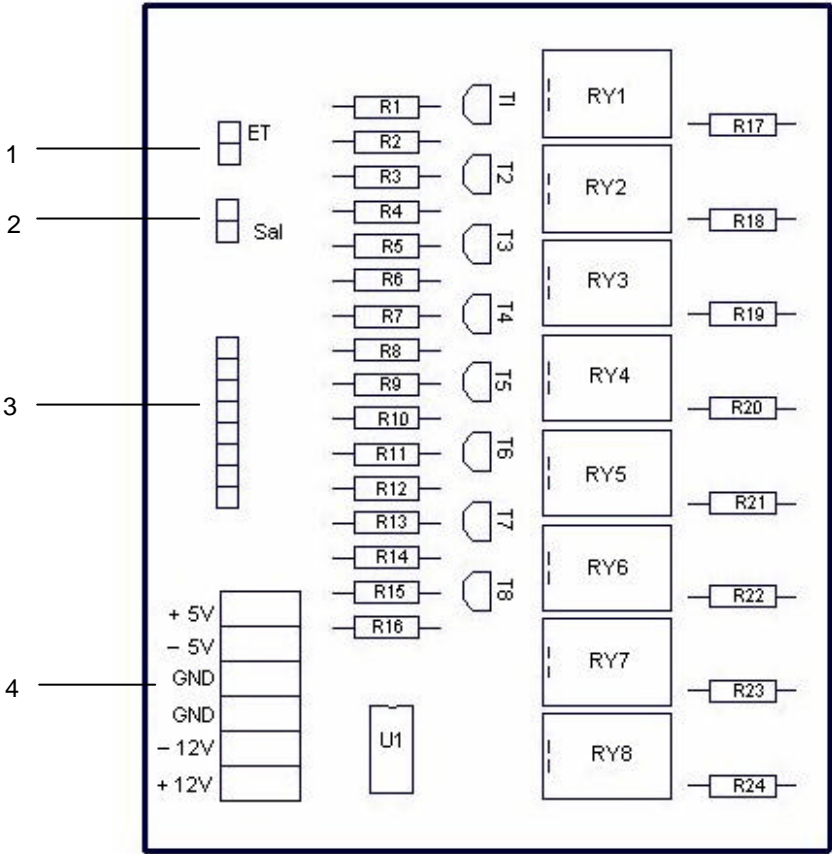 1
ET
2
Sal
3
4
+ 5V
– 5V
GND
GND
– 12V
+ 12V
R1
R2
R3
R4
R5
R6
R7
R8
R9
R10
R11
R12
R13
R14
R15
R16
U1
T1
T2
T3
T4
T5
T6
T7
T8
RY1
RY2
RY3
RY4
RY5
RY6
RY7
RY8
R17
R18
R19
R20
R21
R22
R23
R24